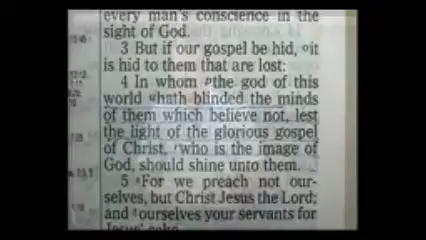 every man's conscience in the
sight of God.
3 But if our gospel be hid, it
is hid to them that are lost:
4 In whom the god of this
world hath blinded the minds
of them which believe not, lest
the light of the glorious gospel
of Christ, who is the image of
God, should shine unto them.
5 For we preach not our-
selves, but Christ Jesus the Lord;
and ourselves your servants for
Jesus' sake